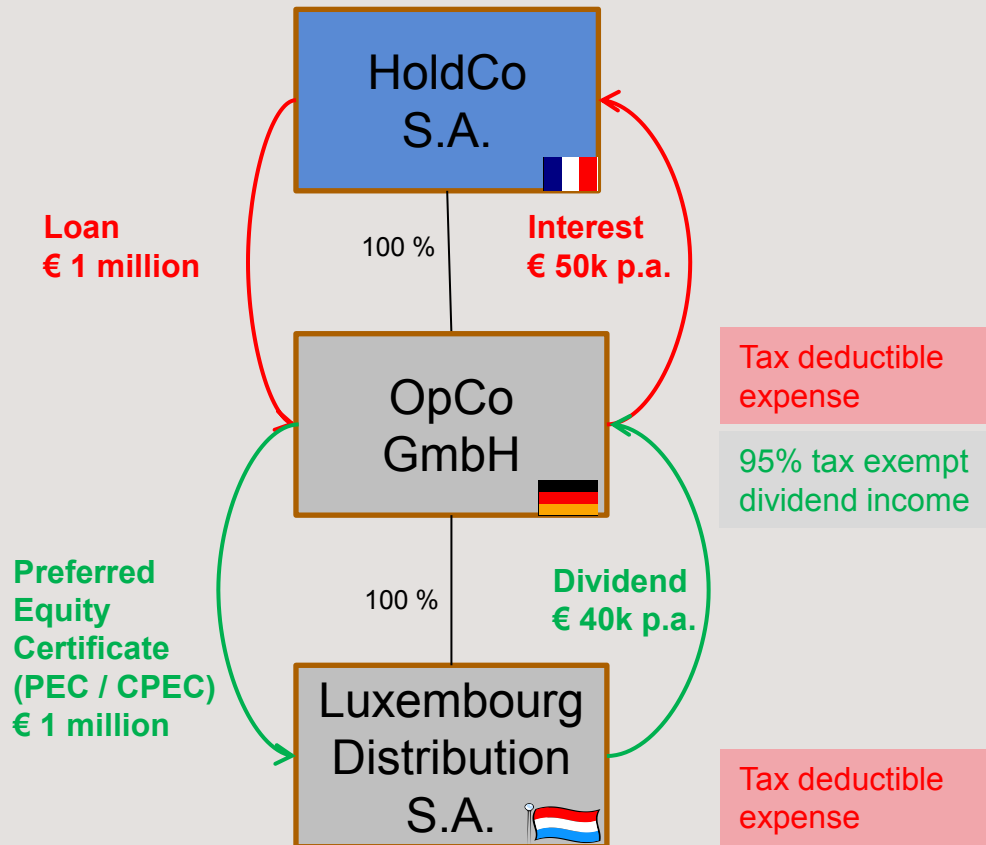 HoldCo
S.A.
Loan
€ 1 million
100 %
Interest
€ 50k p.a.
Tax deductible
expense
OpCo
GmbH
95% tax exempt
dividend income
Preferred
Equity
Certificate
(PEC / CPEC)
€ 1 million
100 %
Dividend
€ 40k p.a.
Luxembourg
Distribution
S.A.
Tax deductible
expense